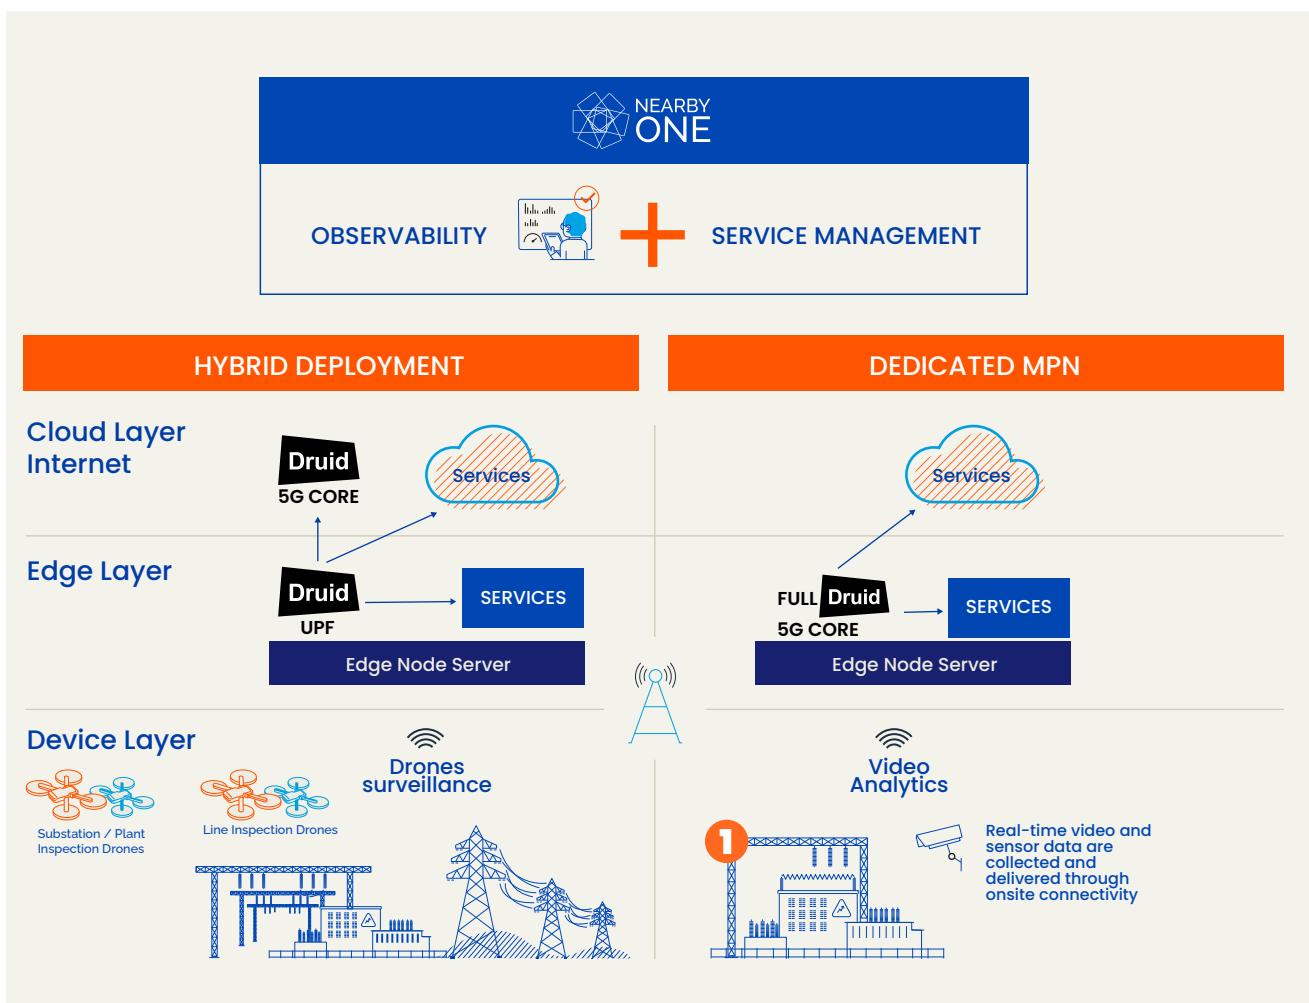 NEARBY
ONE
OBSERVABILITY
SERVICE MANAGEMENT
HYBRID DEPLOYMENT
DEDICATED MPN
Cloud Layer
Internet
Druid
5G CORE
Services
Services
Edge Layer
Druid
UPF
SERVICES
Edge Node Server
FULL Druid
5G CORE
SERVICES
Edge Node Server
Device Layer
Substation / Plant
Inspection Drones
Line Inspection Drones
Drones
surveillance
Video
Analytics
1
Real-time video and
sensor data are
collected and
delivered through
onsite connectivity